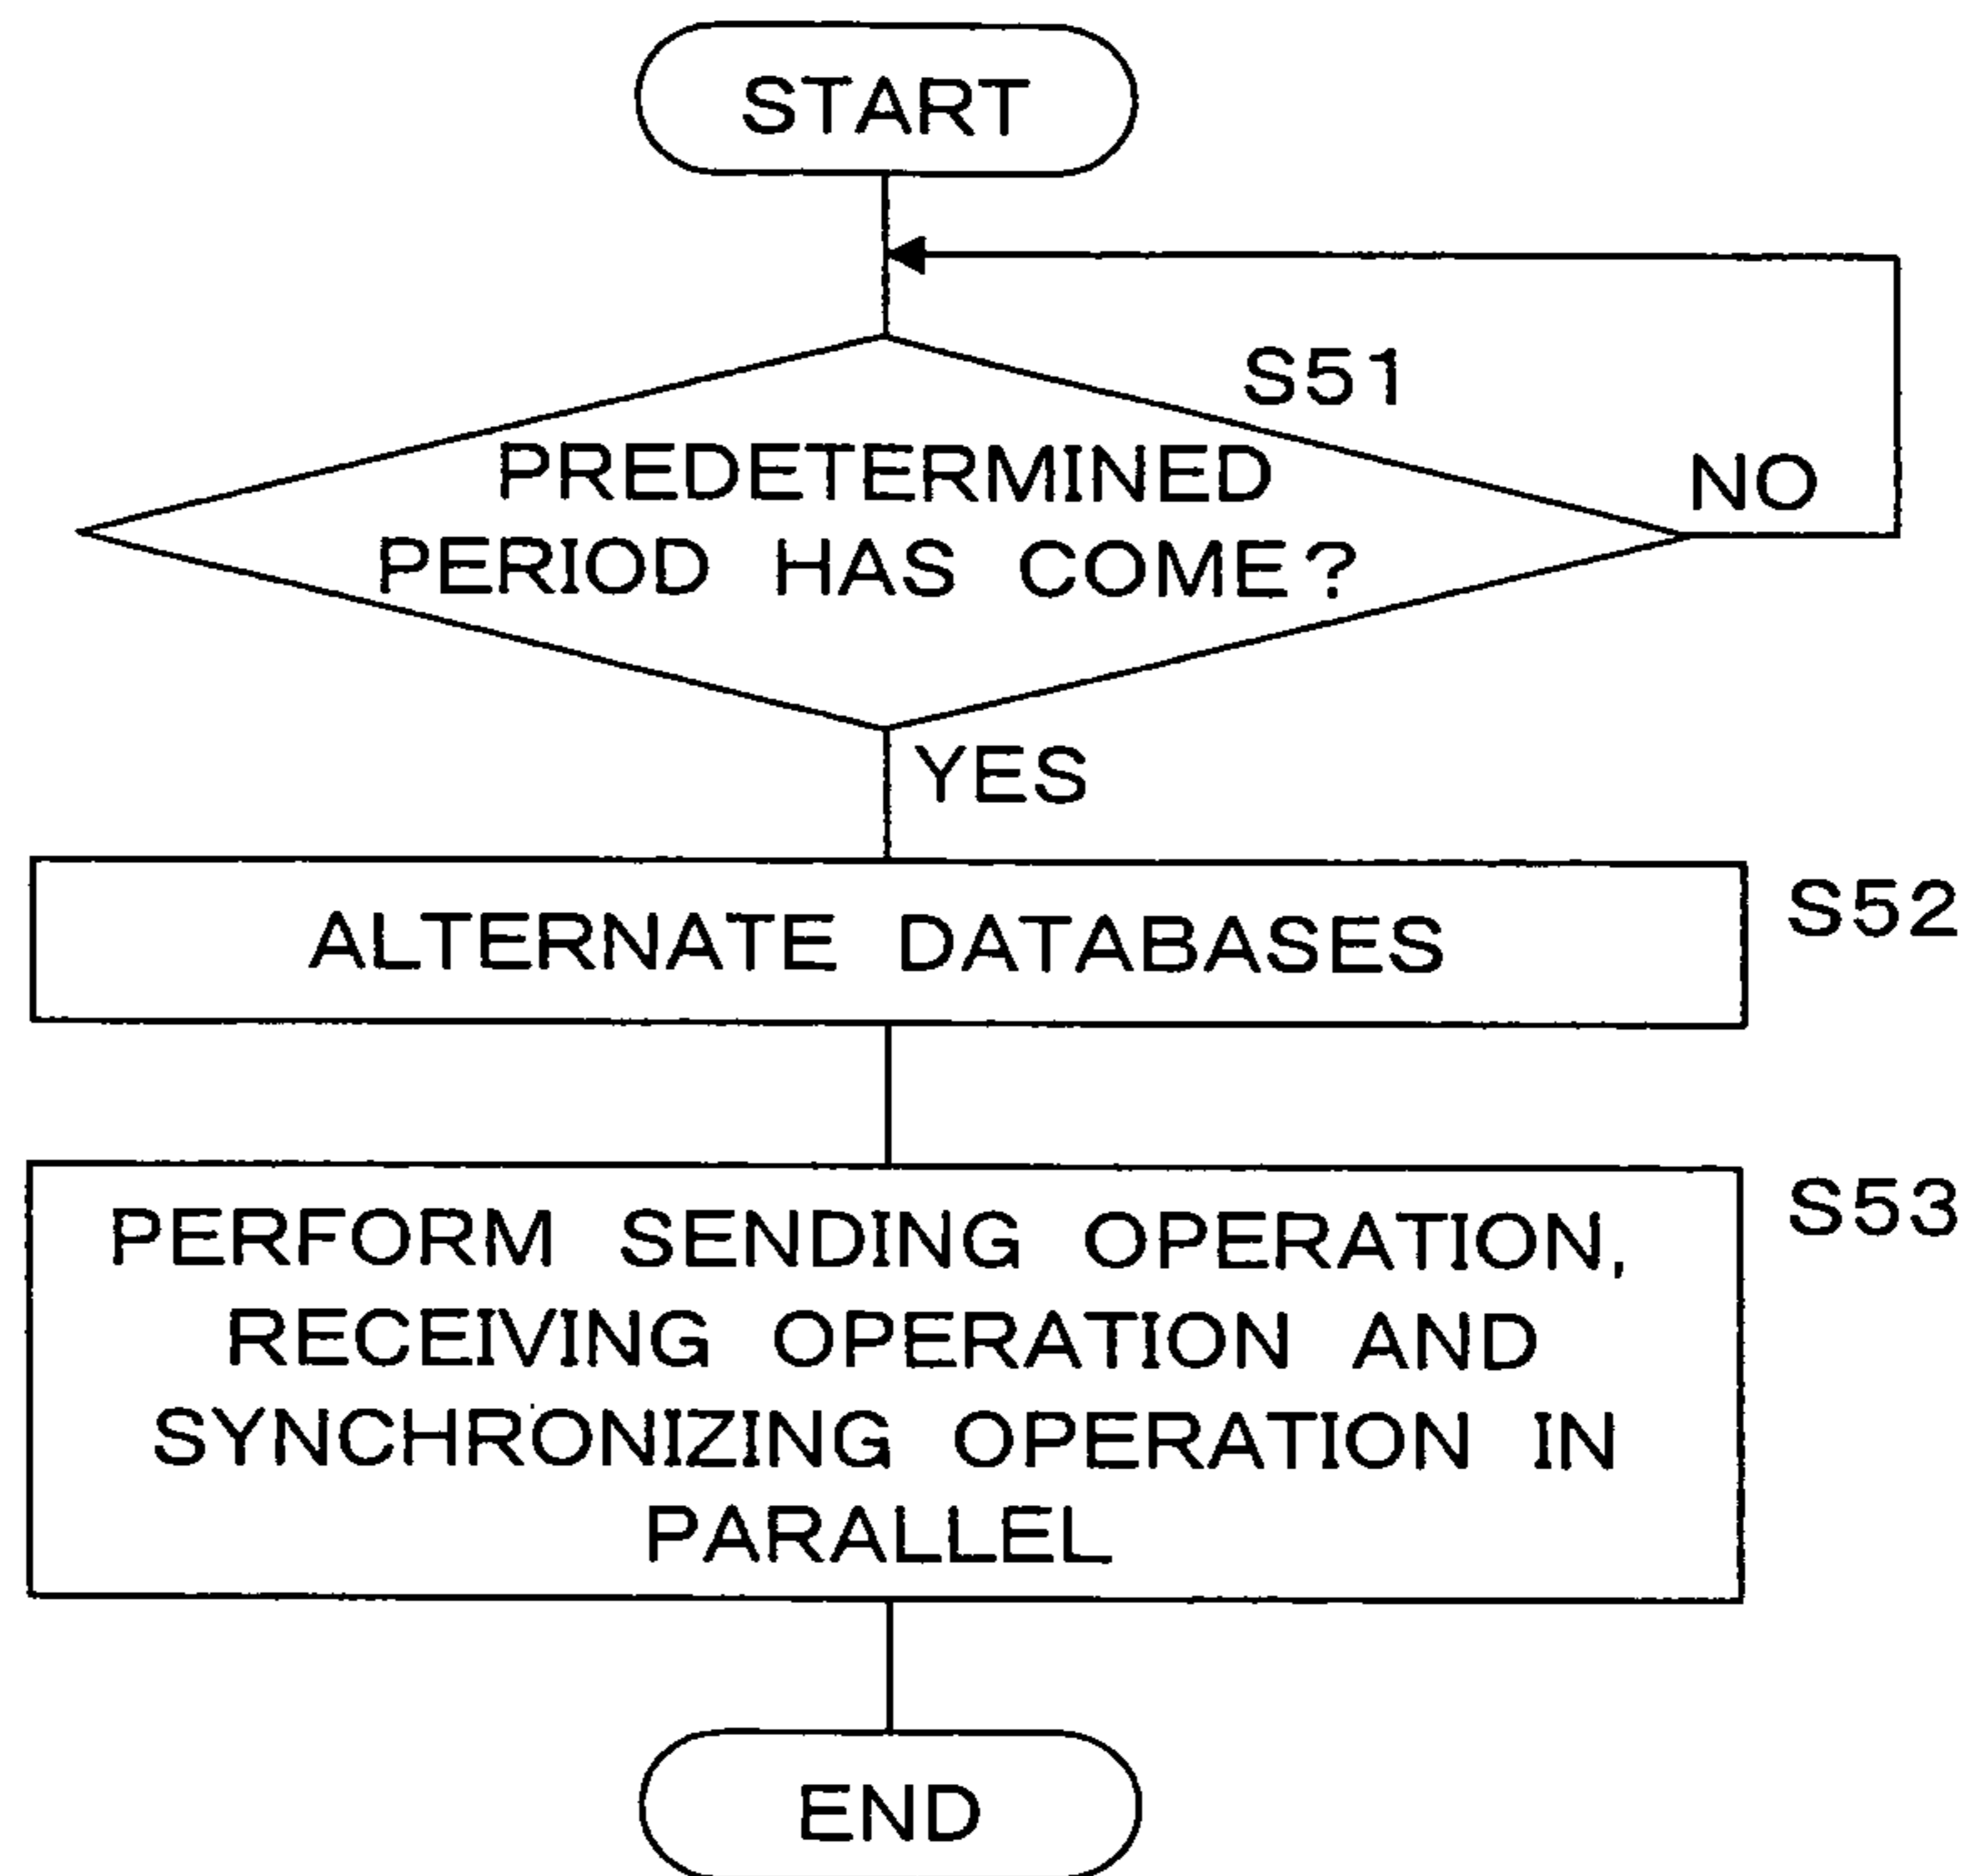 START
S51
PREDETERMINED
PERIOD HAS COME?
NO
YES
ALTERNATE DATABASES
S52
PERFORM SENDING OPERATION,
RECEIVING OPERATION AND
SYNCHRONIZING OPERATION IN
PARALLEL
S53
END